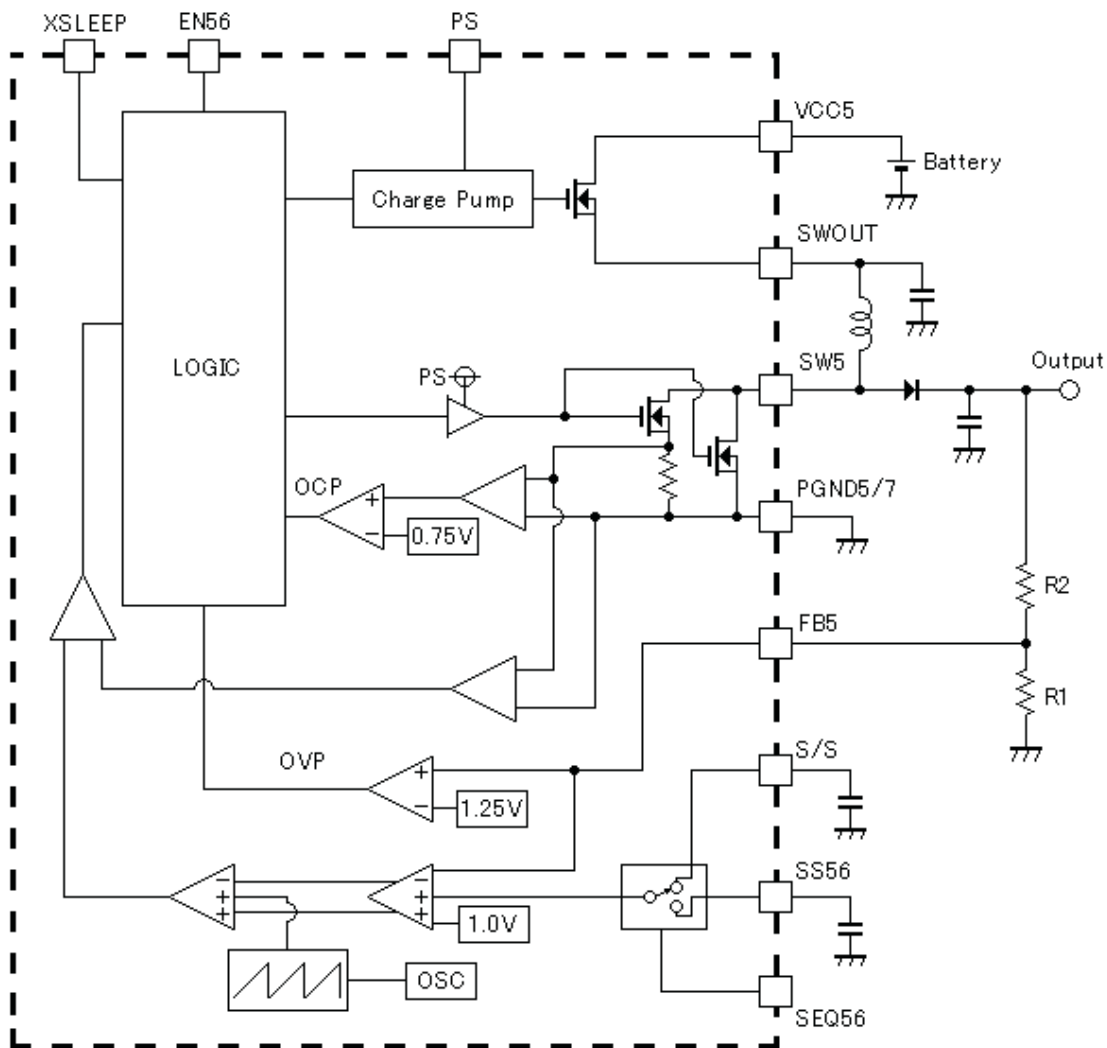 XSLEEP
EN56
PS
VCC5
Battery
Charge Pump
SWOUT
LOGIC
PS
SW5
Output
OCP
+
−
0.75V
PGND5/7
R2
FB5
R1
OVP
+
−
1.25V
S/S
−
+
+
−
+
+
1.0V
SS56
OSC
SEQ56